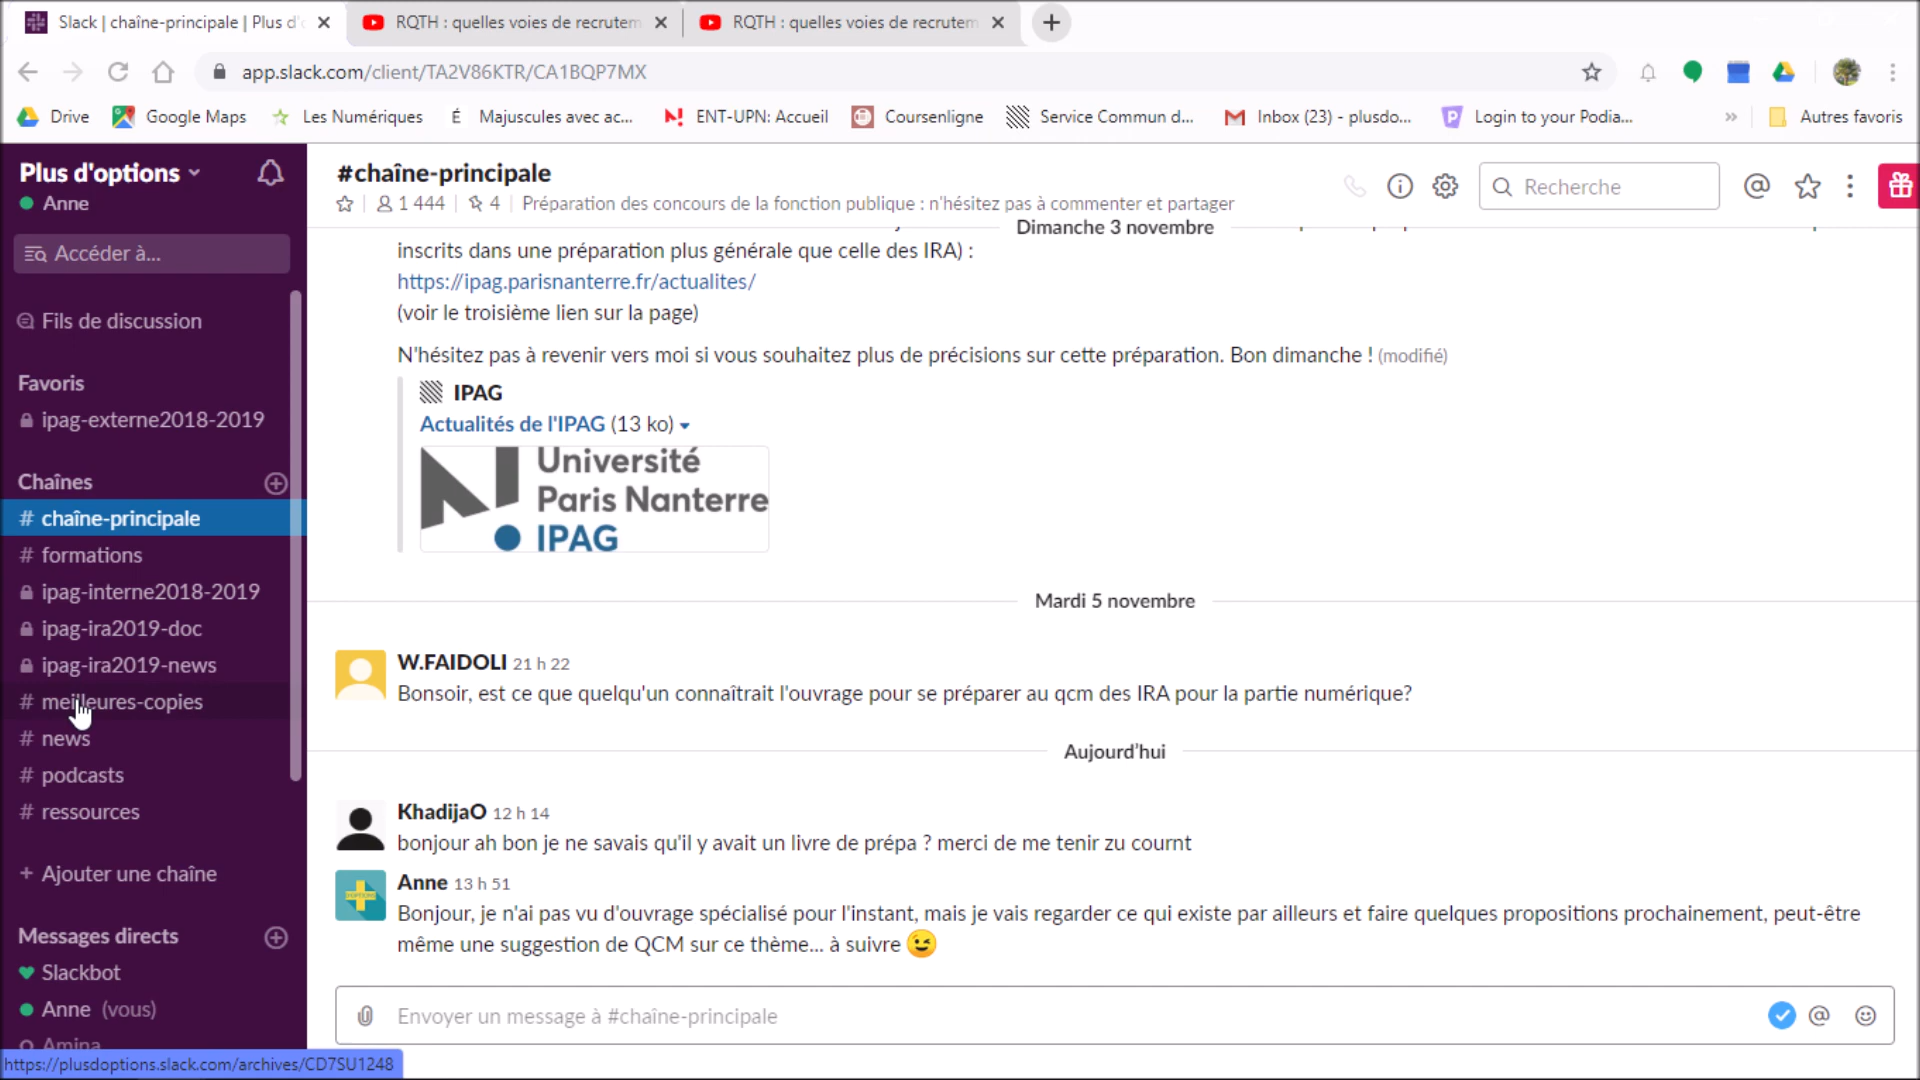 Slack | chaîne-principale | Plus d'
RQTH : quelles voies de recrutem
RQTH : quelles voies de recrutem
app.slack.com/client/TA2V86KTR/CA1BQP7MX
Drive
Google Maps
Les Numériques
É Majuscules avec ac...
ENT-UPN: Accueil
Coursenligne
Service Commun d...
Inbox (23) - plusdo...
Login to your Podia...
»
Autres favoris
Plus d'options
Anne
Accéder à...
Fils de discussion
Favoris
ipag-externe2018-2019
Chaînes
# chaîne-principale
# formations
ipag-interne2018-2019
ipag-ira2019-doc
ipag-ira2019-news
# meilleures-copies
# news
# podcasts
# ressources
+ Ajouter une chaîne
Messages directs
Slackbot
Anne (vous)
Amina
https://plusdoptions.slack.com/archives/CD7SU1248
#chaîne-principale
1 444 | 4 | Préparation des concours de la fonction publique : n'hésitez pas à commenter et partager
Recherche
Dimanche 3 novembre
inscrits dans une préparation plus générale que celle des IRA) :
https://ipag.parisnanterre.fr/actualites/
(voir le troisième lien sur la page)
N'hésitez pas à revenir vers moi si vous souhaitez plus de précisions sur cette préparation. Bon dimanche ! (modifié)
IPAG
Actualités de l'IPAG (13 ko)
Université
Paris Nanterre
IPAG
Mardi 5 novembre
W.FAIDOLI 21 h 22
Bonsoir, est ce que quelqu'un connaîtrait l'ouvrage pour se préparer au qcm des IRA pour la partie numérique?
Aujourd'hui
KhadijaO 12 h 14
bonjour ah bon je ne savais qu'il y avait un livre de prépa ? merci de me tenir zu cournt
Anne 13 h 51
Bonjour, je n'ai pas vu d'ouvrage spécialisé pour l'instant, mais je vais regarder ce qui existe par ailleurs et faire quelques propositions prochainement, peut-être
même une suggestion de QCM sur ce thème... à suivre 😉
Envoyer un message à #chaîne-principale